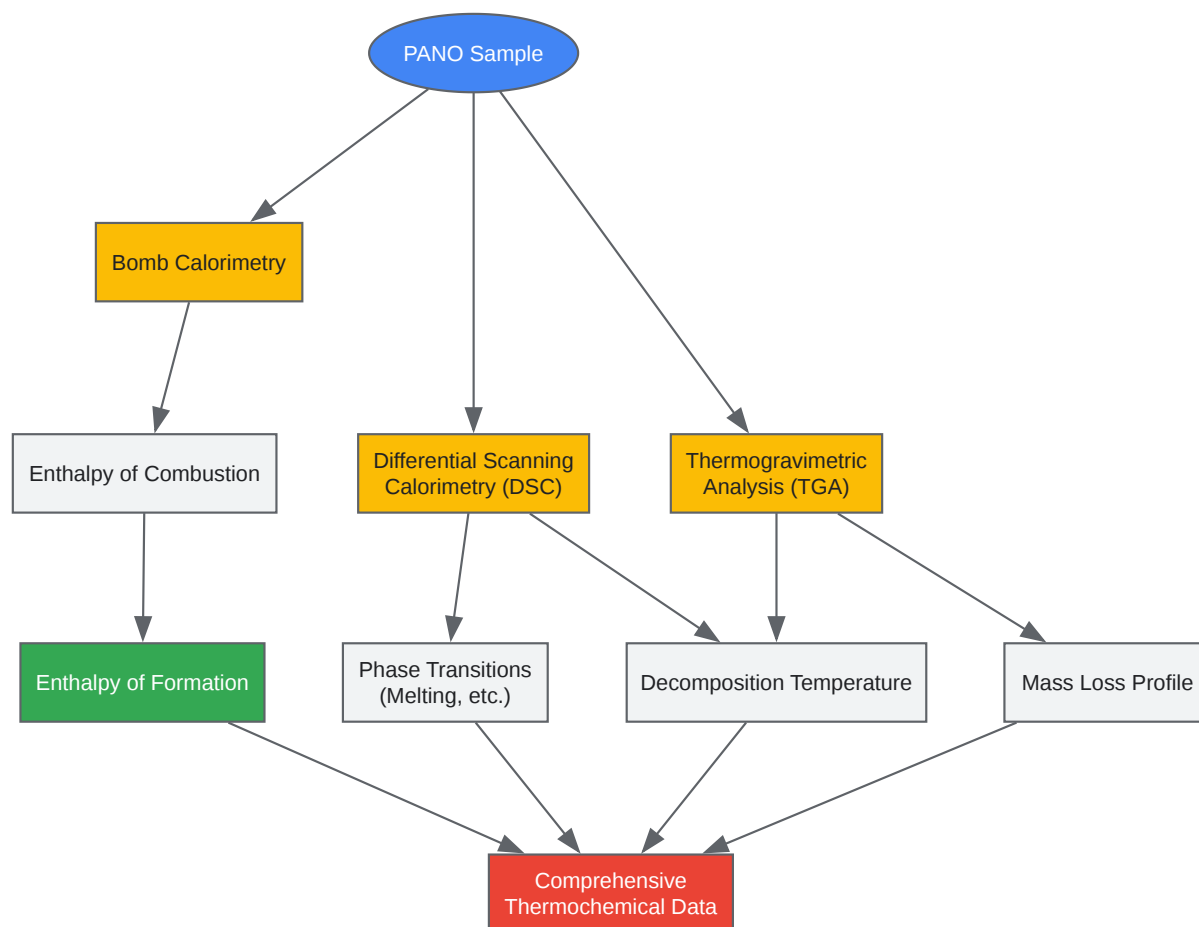 PANO Sample
Bomb Calorimetry
Enthalpy of Combustion
Differential Scanning
Calorimetry (DSC)
Thermogravimetric
Analysis (TGA)
Enthalpy of Formation
Phase Transitions
(Melting, etc.)
Decomposition Temperature
Mass Loss Profile
Comprehensive
Thermochemical Data